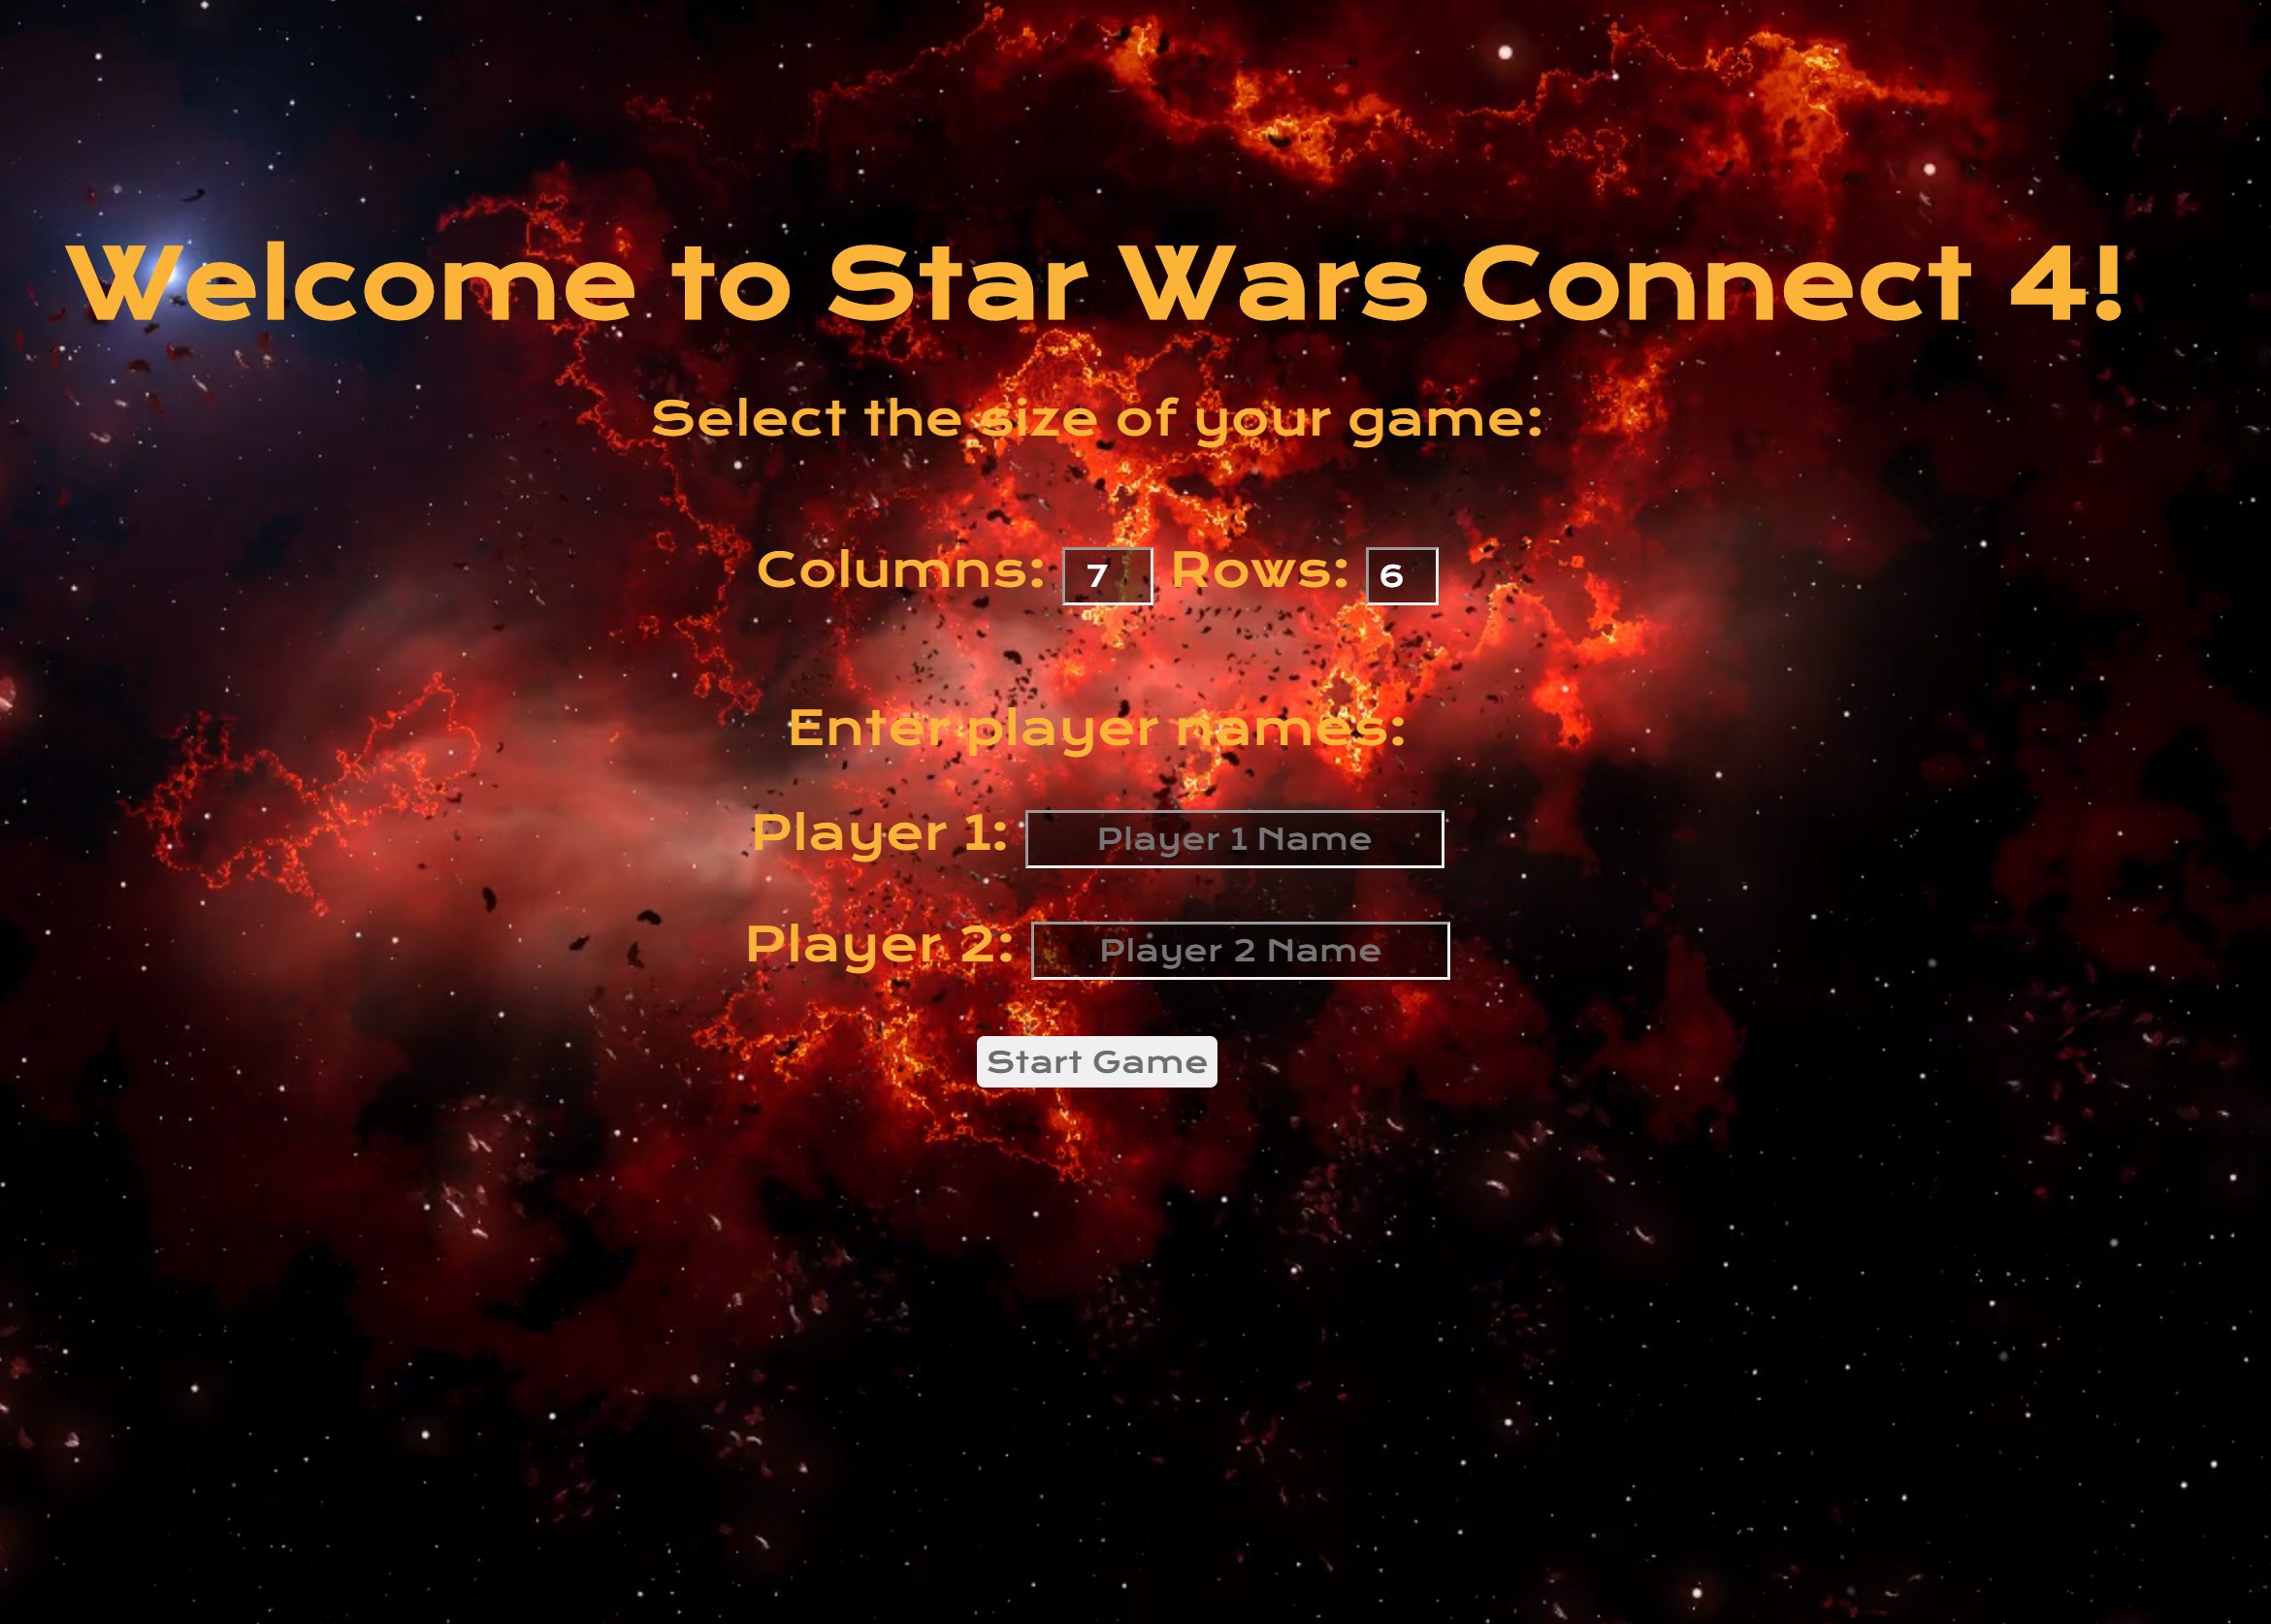 Welcome to Star Wars Connect 4!
Select the size of your game:
Columns: 7 Rows: 6
Enter player names:
Player 1: Player 1 Name
Player 2: Player 2 Name
Start Game